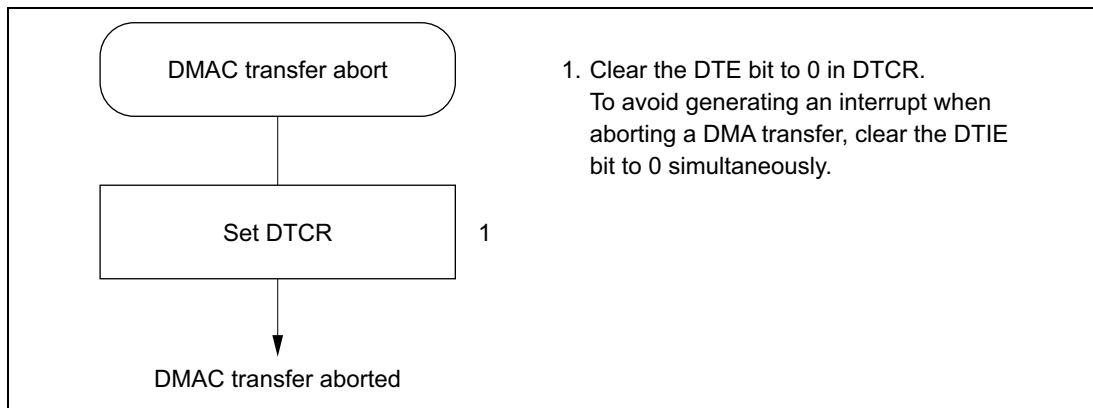 DMAC transfer abort
Set DTCR
1
DMAC transfer aborted
1. Clear the DTE bit to 0 in DTCR.
To avoid generating an interrupt when
aborting a DMA transfer, clear the DTIE
bit to 0 simultaneously.